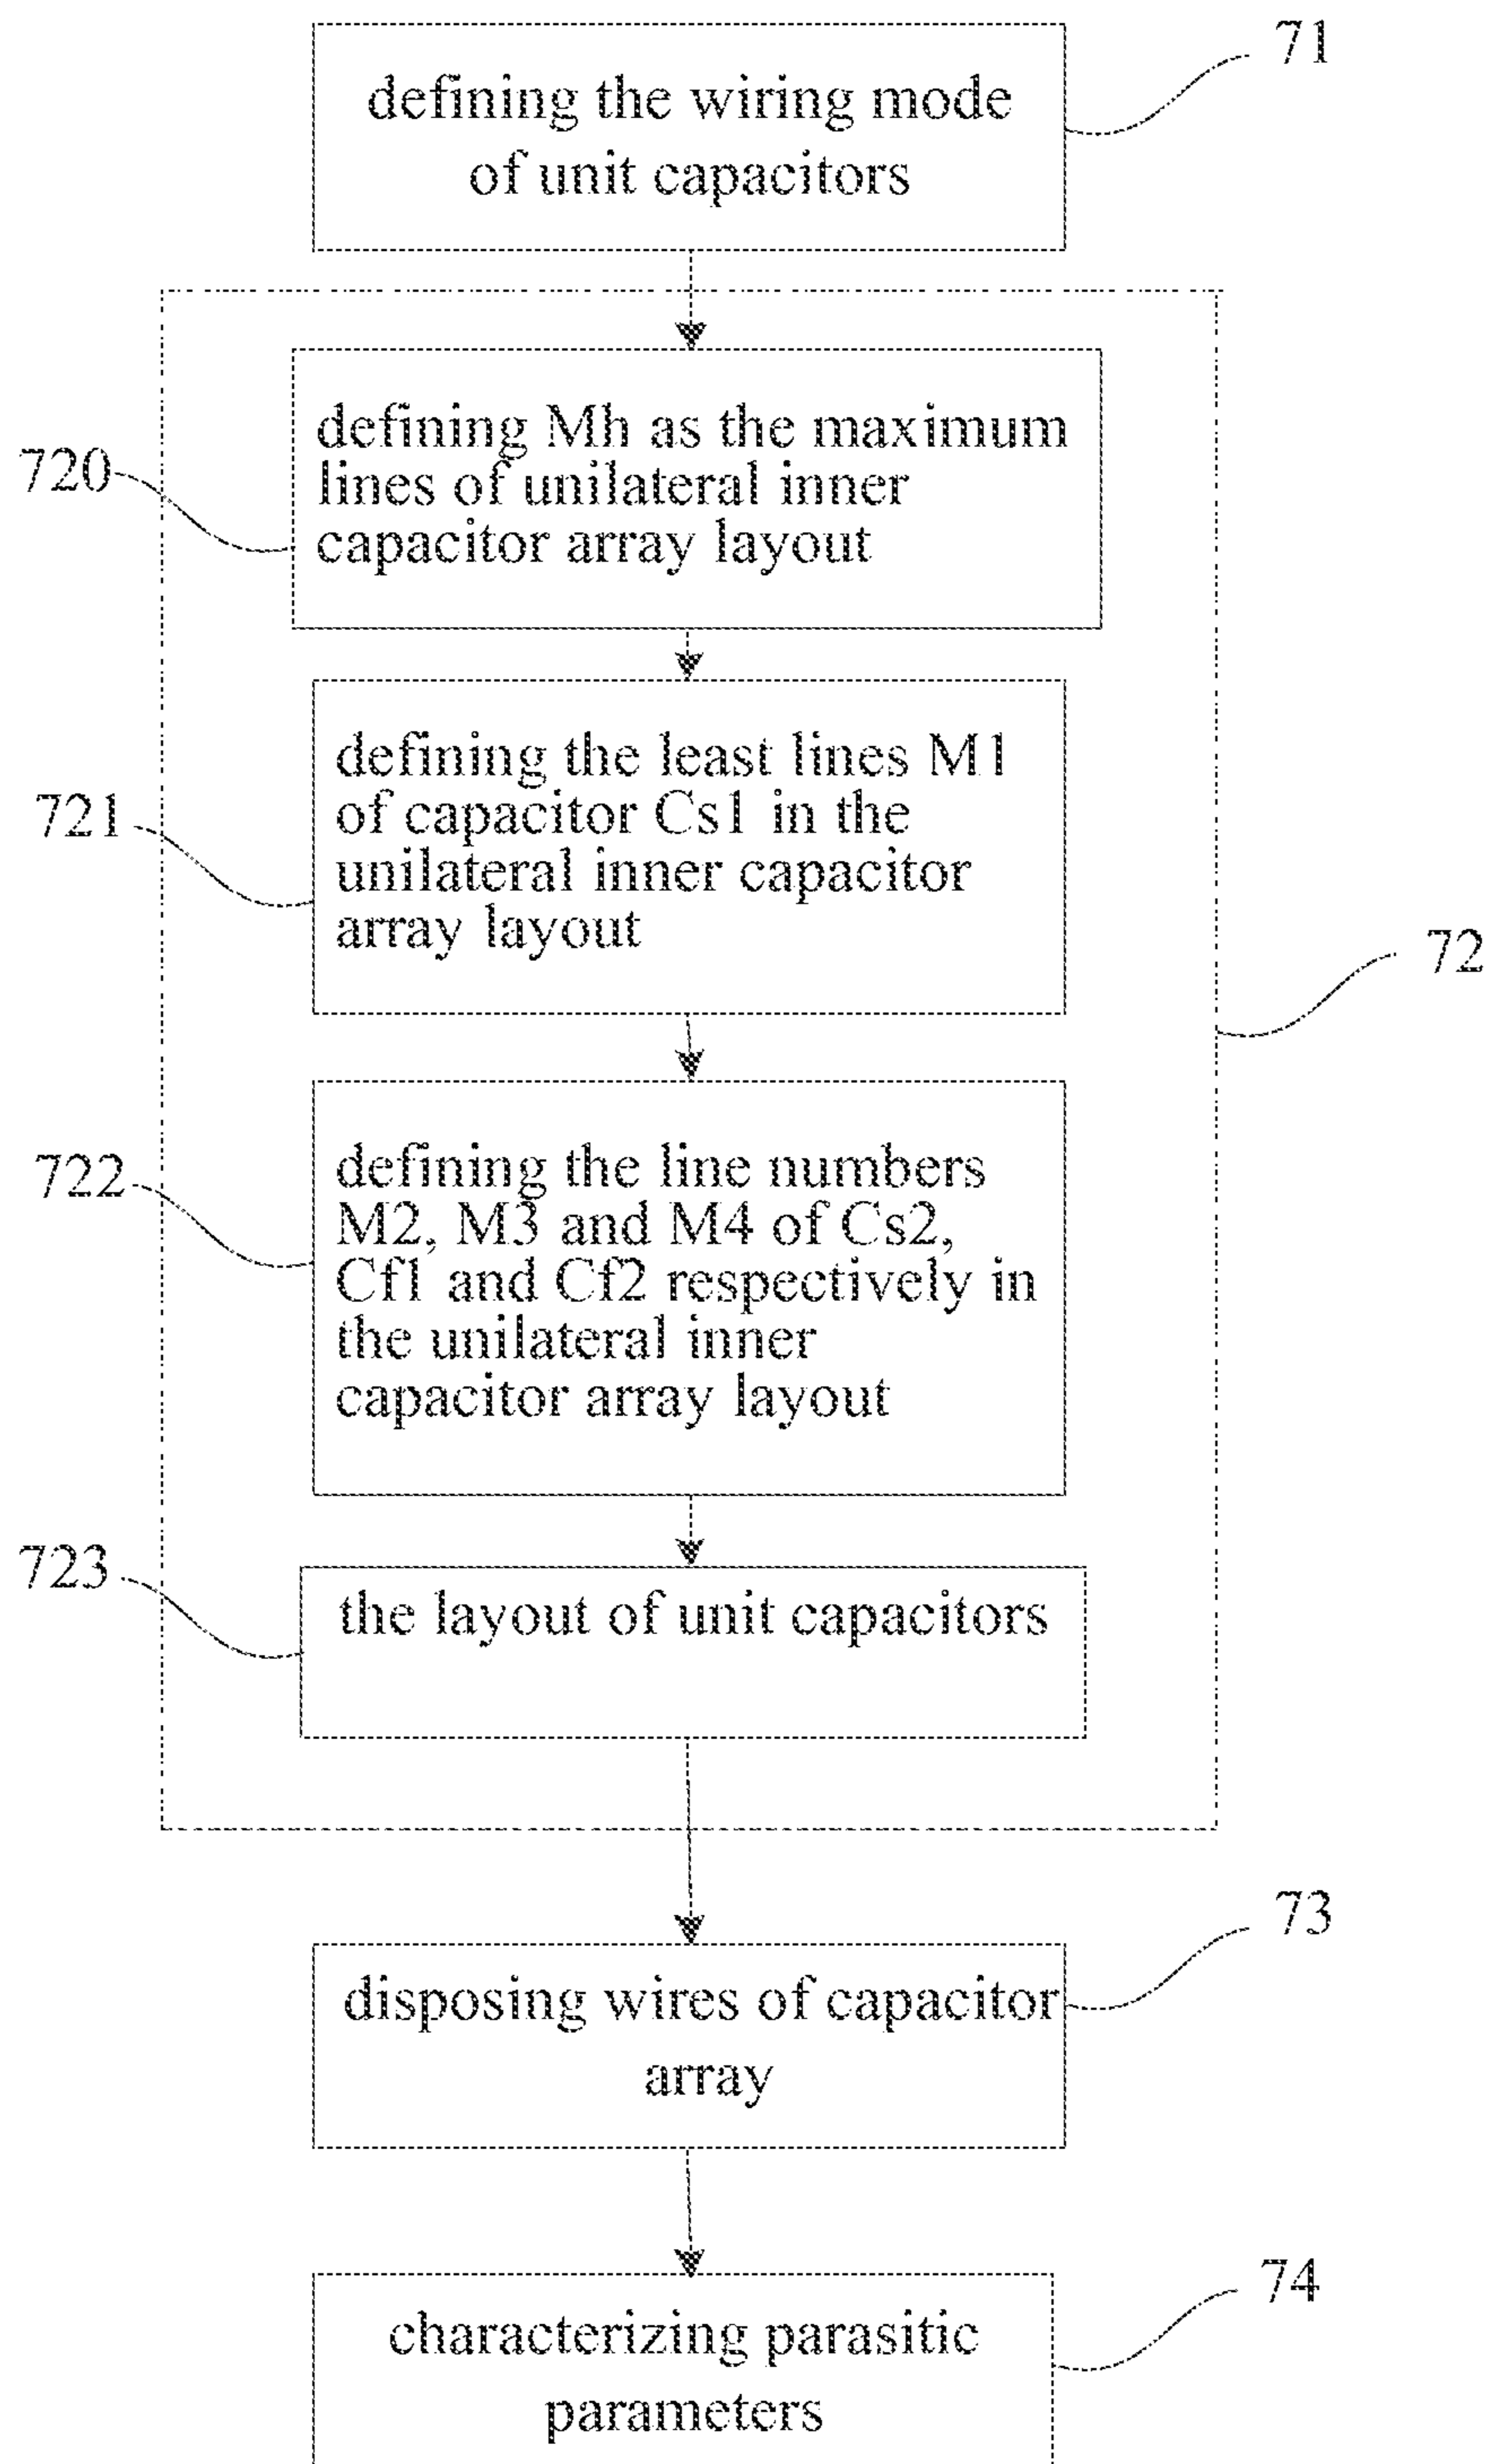 71
defining the wiring mode
of unit capacitors
720
defining Mh as the maximum
lines of unilateral inner
capacitor array layout
721
defining the least lines M1
of capacitor Cs1 in the
unilateral inner capacitor
array layout
72
722
defining the line numbers
M2, M3 and M4 of Cs2,
Cf1 and Cf2 respectively in
the unilateral inner
capacitor array layout
723
the layout of unit capacitors
73
disposing wires of capacitor
array
74
characterizing parasitic
parameters